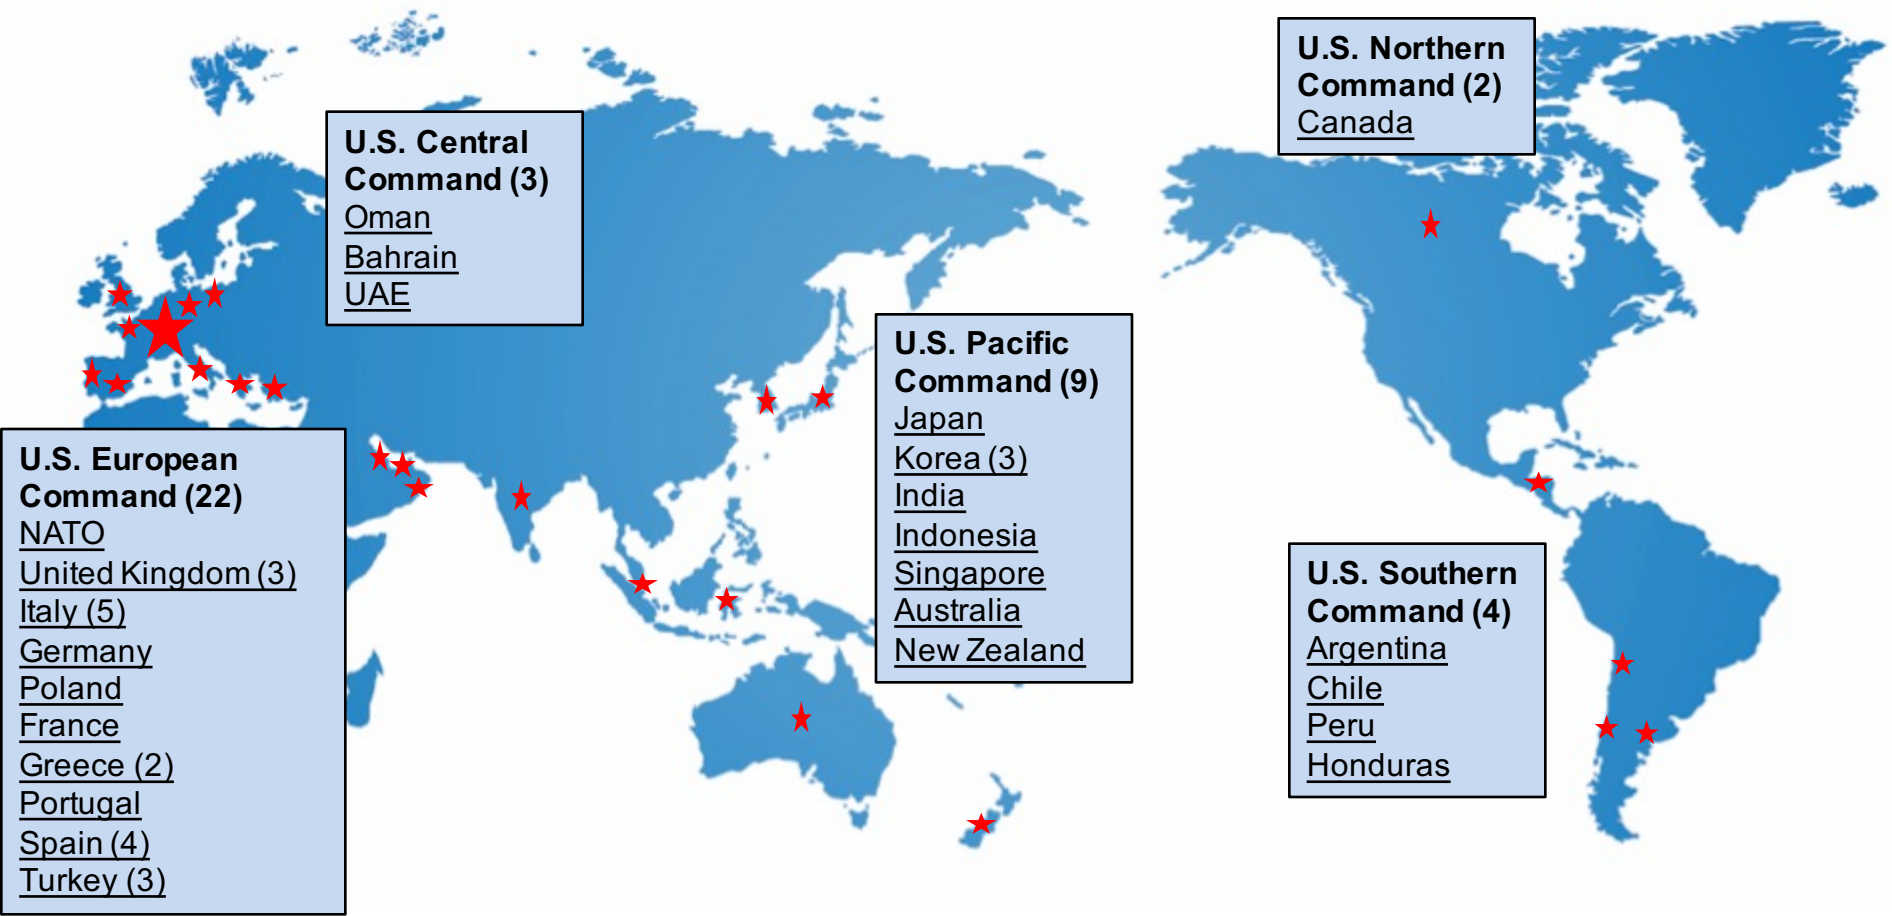 U.S. Northern
Command (2)
Canada
U.S. Central
Command (3)
Oman
Bahrain
UAE
U.S. Pacific
Command (9)
Japan
Korea (3)
India
Indonesia
Singapore
Australia
New Zealand
U.S. European
Command (22)
NATO
United Kingdom (3)
Italy (5)
Germany
Poland
France
Greece (2)
Portugal
Spain (4)
Turkey (3)
U.S. Southern
Command (4)
Argentina
Chile
Peru
Honduras